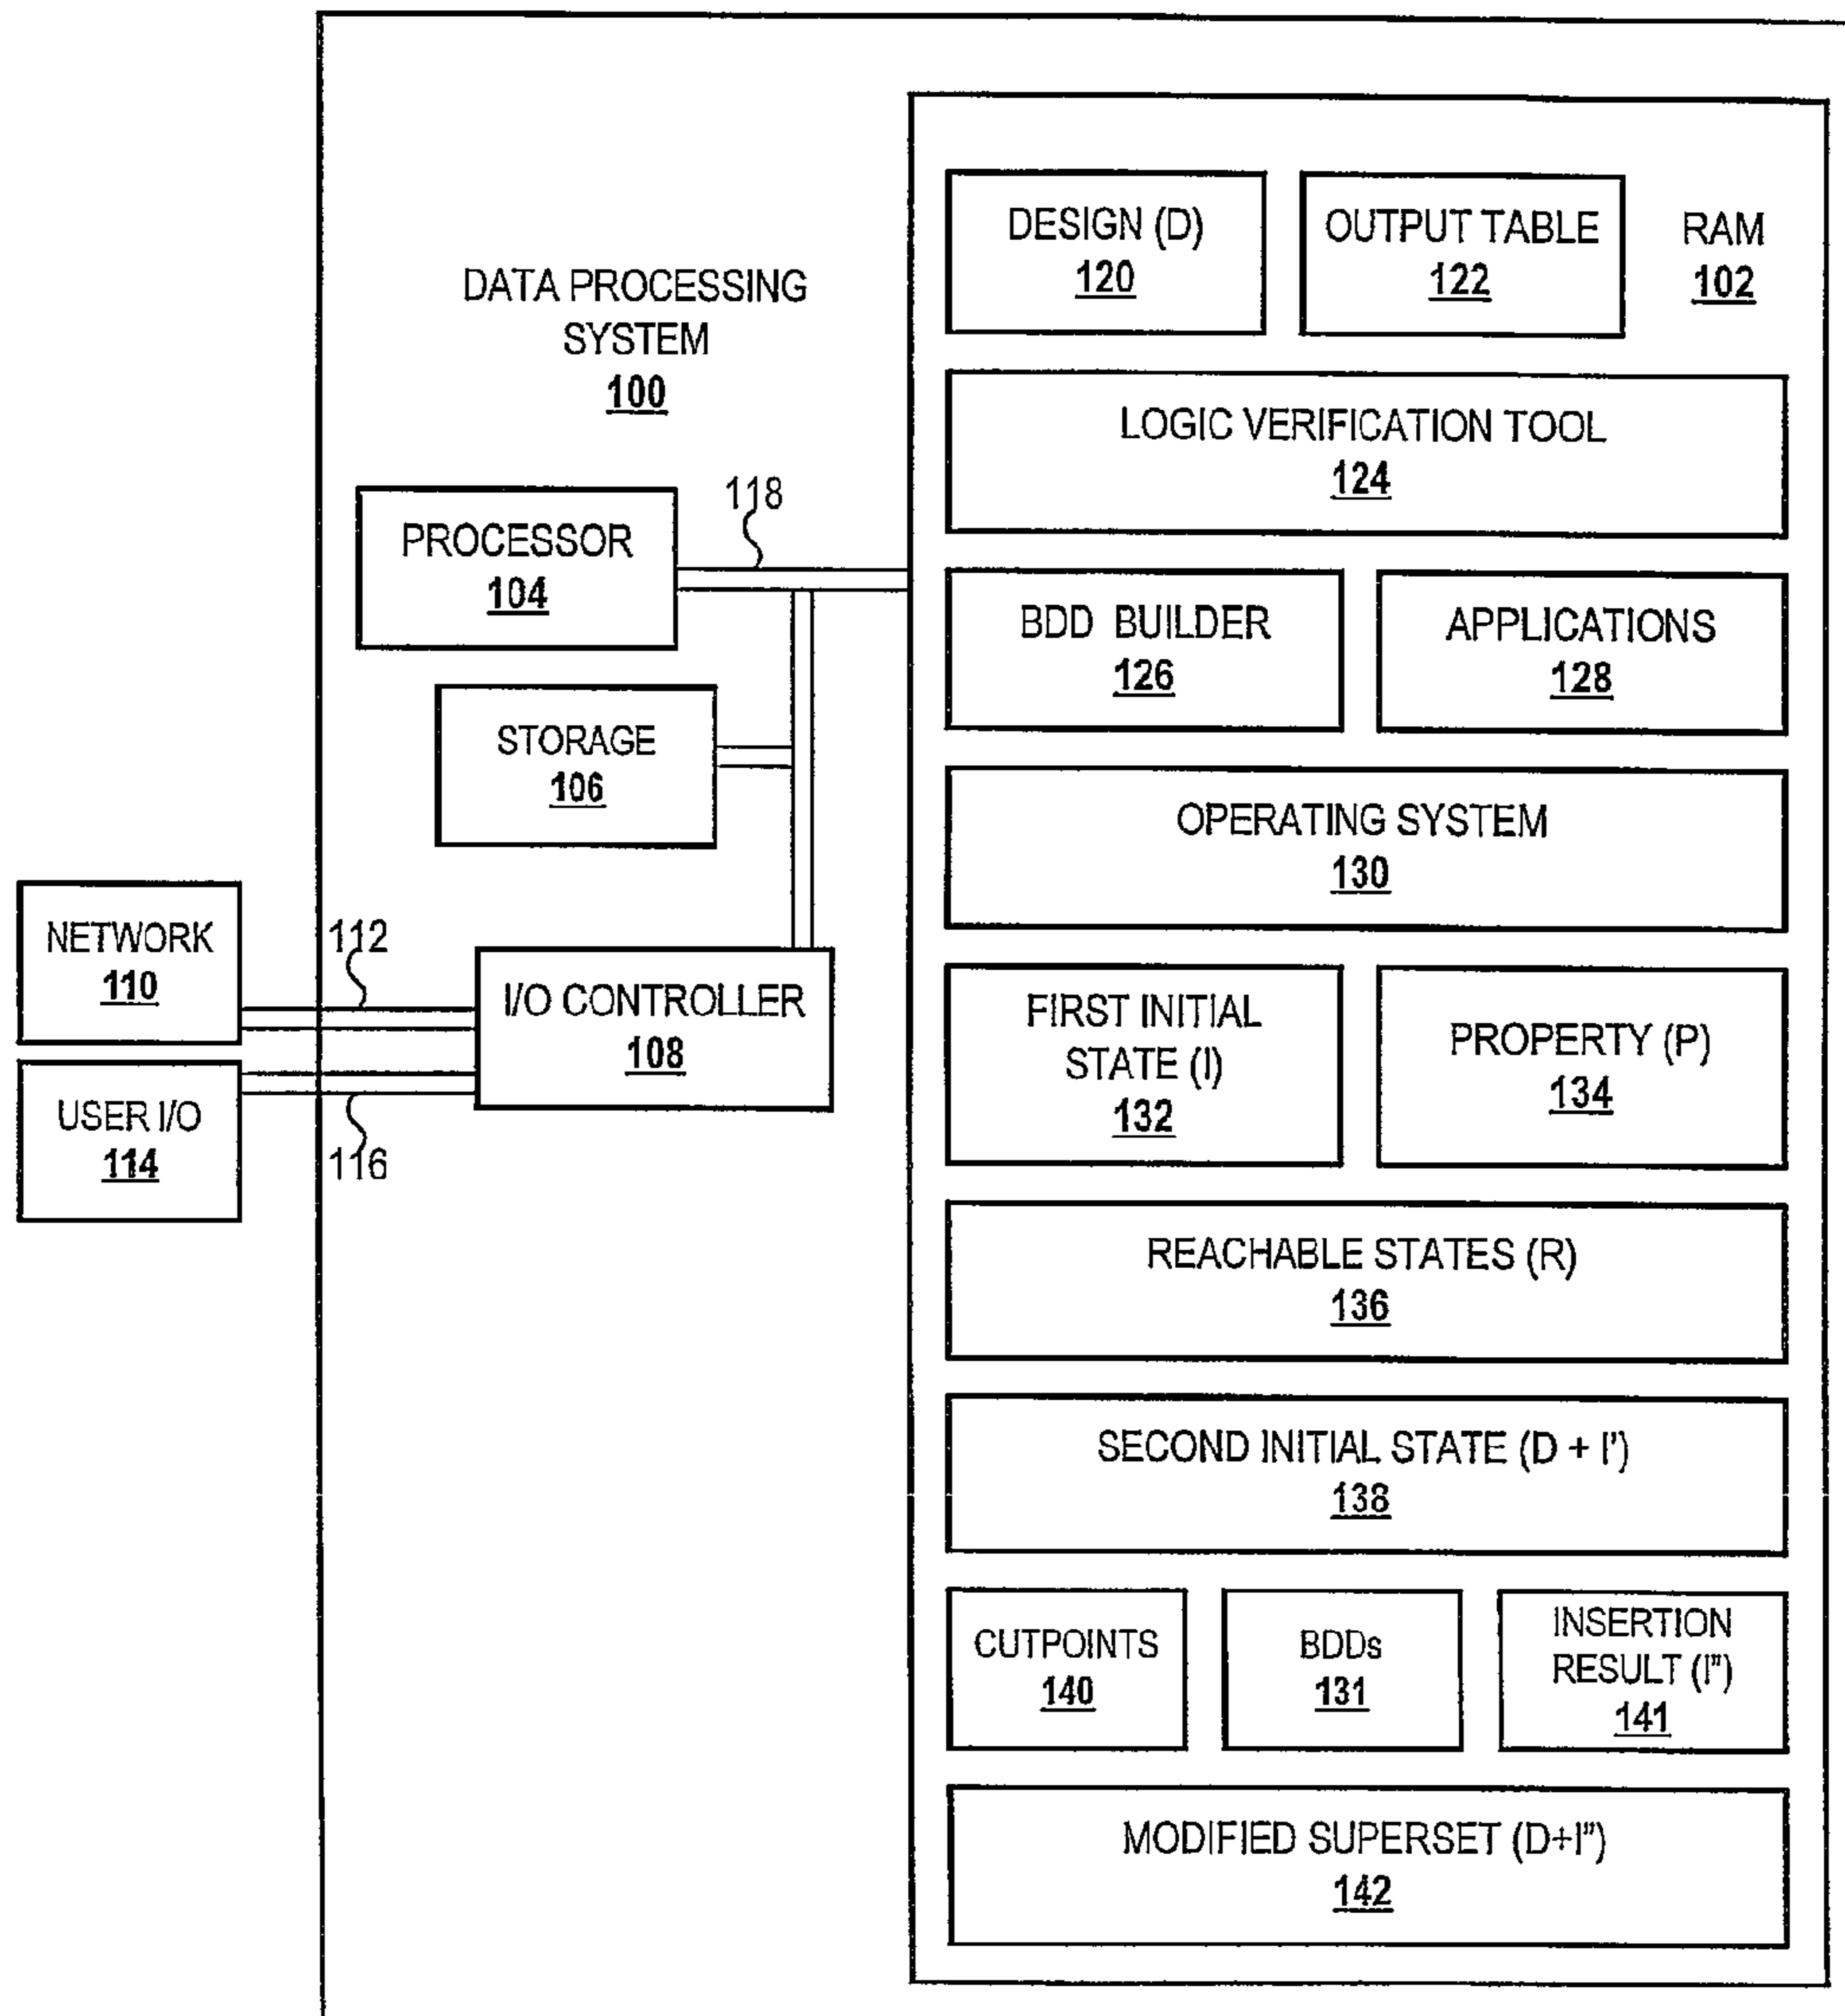 DATA PROCESSING
SYSTEM
100
PROCESSOR
104
118
STORAGE
106
NETWORK
110
112
I/O CONTROLLER
108
USER I/O
114
116
DESIGN (D)
120
OUTPUT TABLE
122
RAM
102
LOGIC VERIFICATION TOOL
124
BDD BUILDER
126
APPLICATIONS
128
OPERATING SYSTEM
130
FIRST INITIAL
STATE (I)
132
PROPERTY (P)
134
REACHABLE STATES (R)
136
SECOND INITIAL STATE (D + I')
138
CUTPOINTS
140
BDDs
131
INSERTION
RESULT (I")
141
MODIFIED SUPERSET (D+I")
142